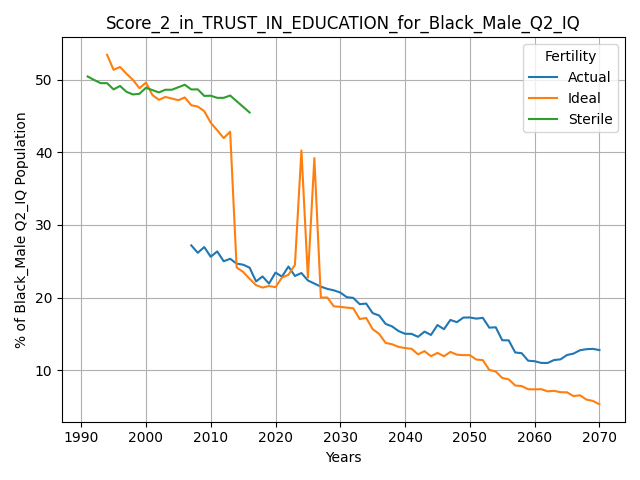 Score_2_in_TRUST_IN_EDUCATION_for_Black_Male_Q2_IQ
% of Black_Male Q2_IQ Population
50
40
30
20
10
Fertility
Actual
Ideal
Sterile
1990 2000 2010 2020 2030 2040 2050 2060 2070
Years